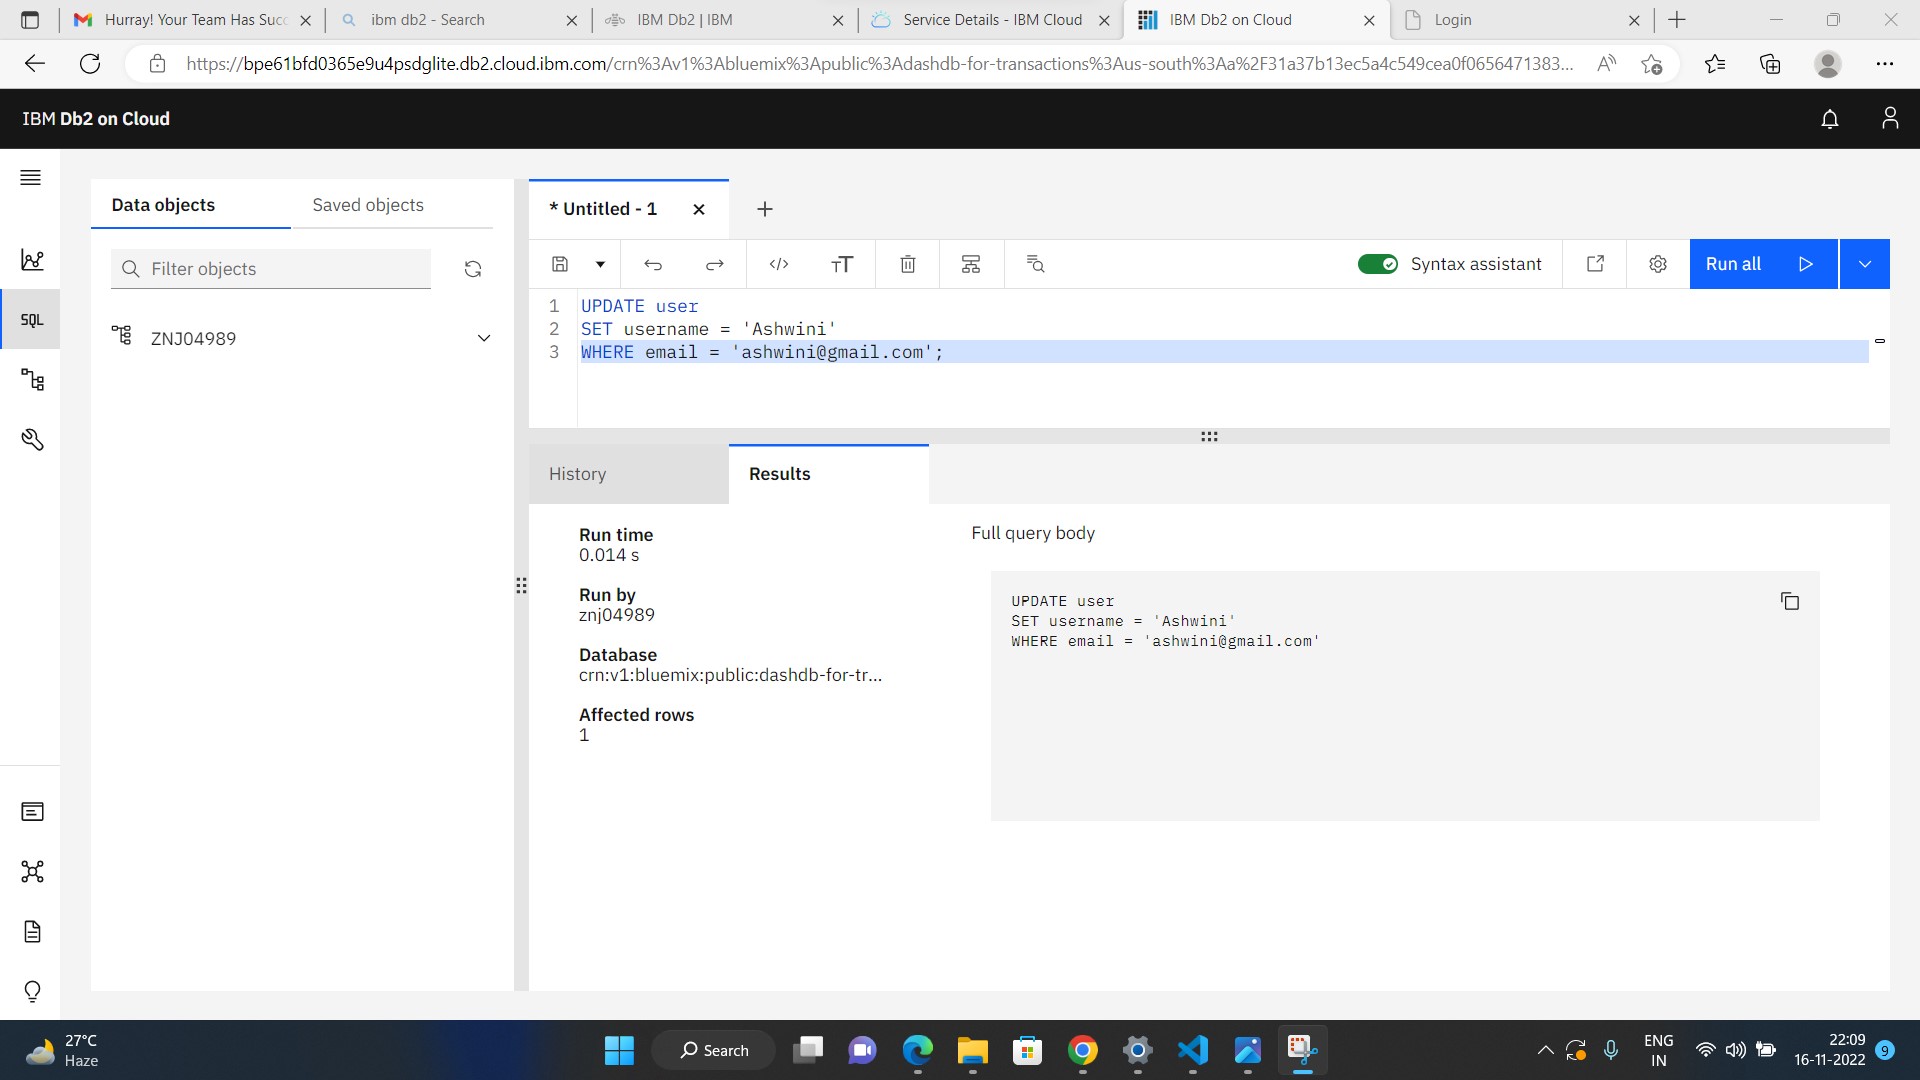 Hurray! Your Team Has Succ
ibm db2 - Search
IBM Db2 | IBM
Service Details - IBM Cloud
IBM Db2 on Cloud
Login
https://bpe61bfd0365e9u4psdglite.db2.cloud.ibm.com/crn%3Av1%3Abluemix%3Apublic%3Adashdb-for-transactions%3Aus-south%3Aa%2F31a37b13ec5a4c549cea0f0656471383...
IBM Db2 on Cloud
Data objects
Saved objects
* Untitled - 1
Filter objects
Syntax assistant
Run all
SQL
ZNJ04989
1 UPDATE user
2 SET username = 'Ashwini'
3 WHERE email = 'ashwini@gmail.com';
History
Results
Run time
0.014 s
Run by
znj04989
Database
crn:v1:bluemix:public:dashdb-for-tr...
Affected rows
1
Full query body
UPDATE user
SET username = 'Ashwini'
WHERE email = 'ashwini@gmail.com'
27°C
Haze
Search
ENG
IN
22:09
16-11-2022
9